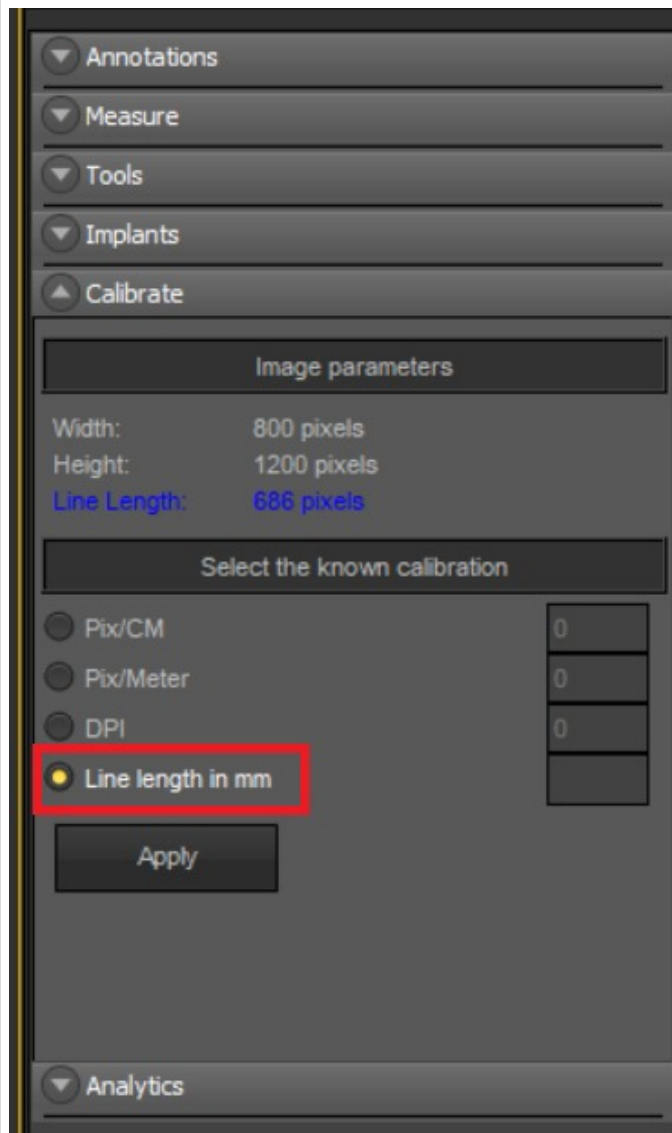 Annotations
Measure
Tools
Implants
Calibrate
Image parameters
Width: 800 pixels
Height: 1200 pixels
Line Length: 686 pixels
Select the known calibration
Pix/CM 0
Pix/Meter 0
DPI 0
Line length in mm
Apply
Analytics